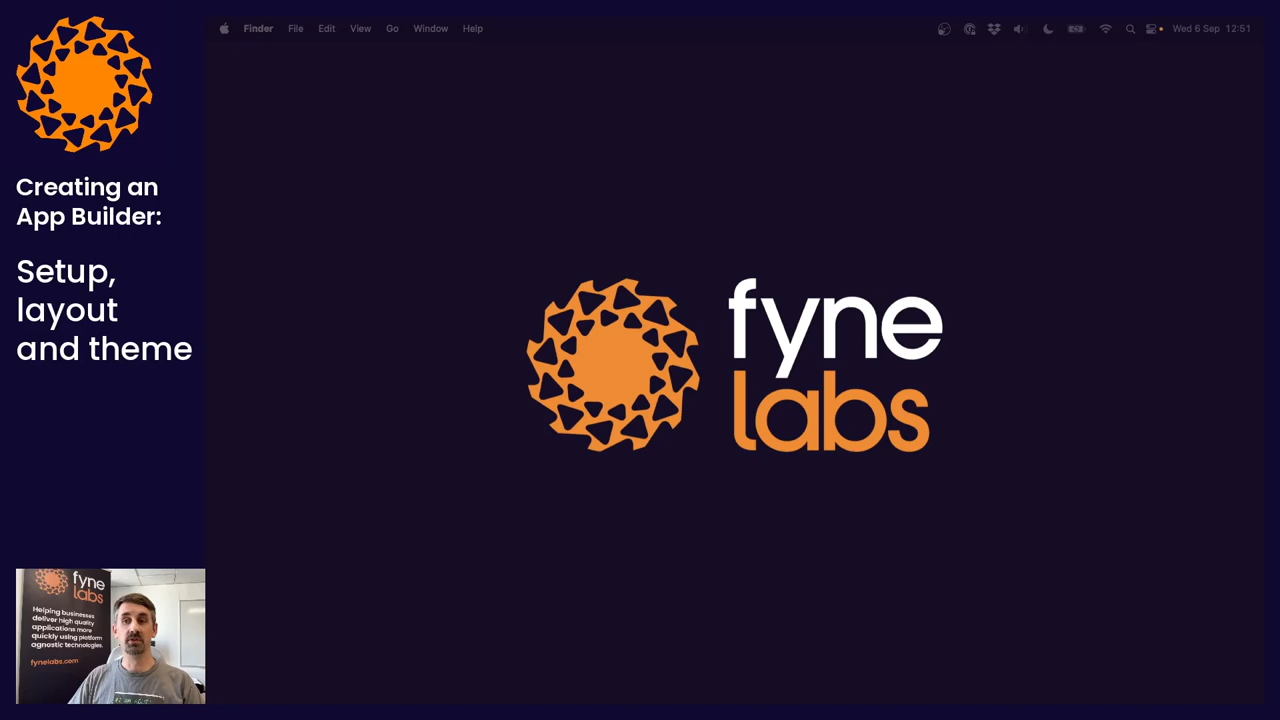 Finder File Edit View Go Window Help
Wed 6 Sep 12:51
Creating an
App Builder:
Setup,
layout
and theme
fyne
labs
fyne
labs
Helping businesses
deliver high quality
applications more
quickly using platform
agnostic technologies.
fynelabs.com